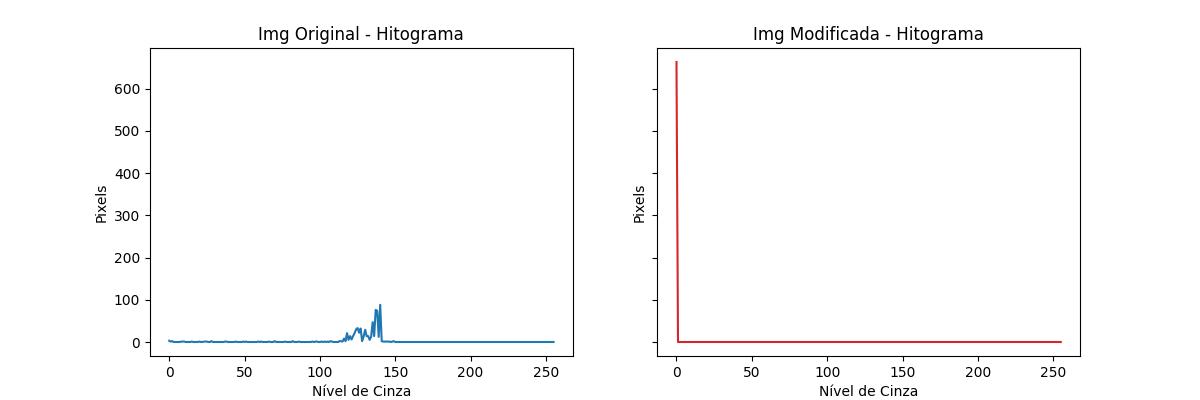 Img Original - Hitograma
Img Modificada - Hitograma
600
500
400
300
200
100
0
Pixels
Pixels
0 50 100 150 200 250
0 50 100 150 200 250
Nível de Cinza
Nível de Cinza